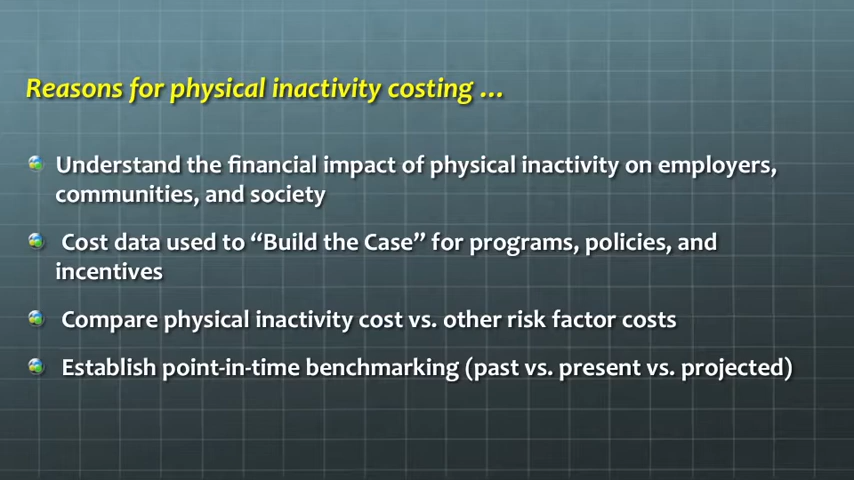 Reasons for physical inactivity costing ...
Understand the financial impact of physical inactivity on employers,
communities, and society
Cost data used to “Build the Case” for programs, policies, and
incentives
Compare physical inactivity cost vs. other risk factor costs
Establish point-in-time benchmarking (past vs. present vs. projected)